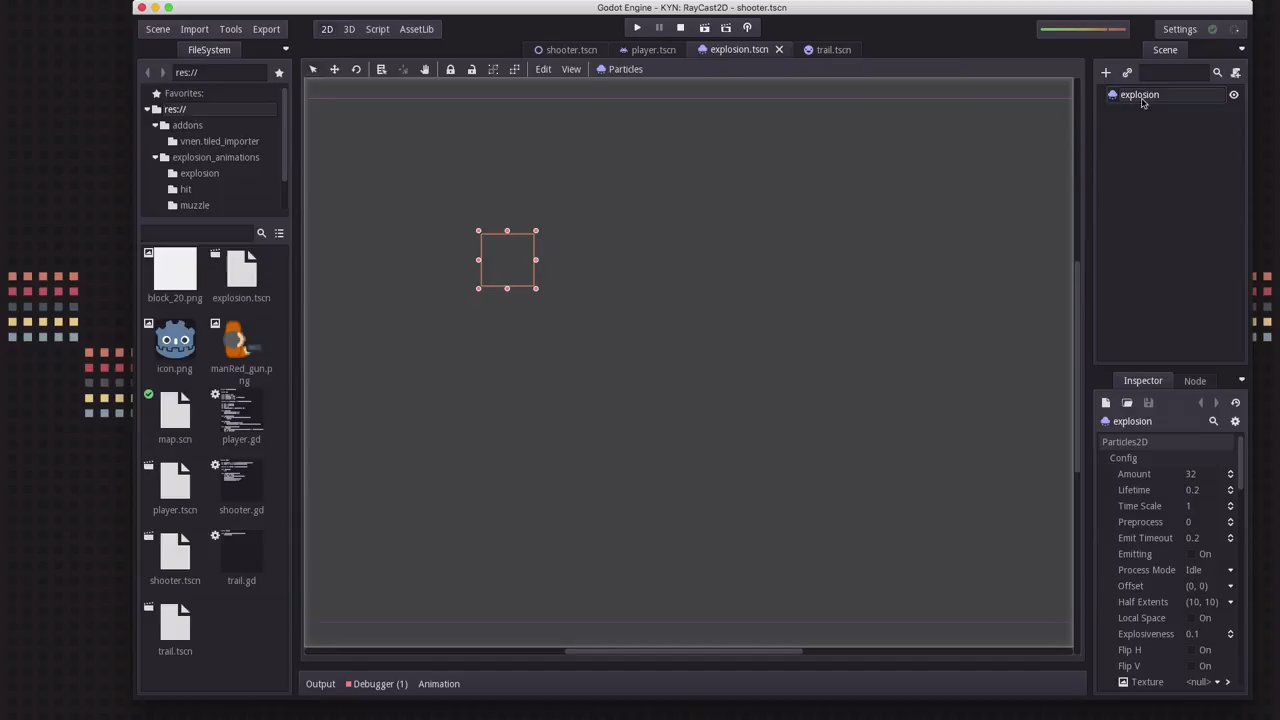 Godot Engine - KYN: RayCast2D - shooter.tscn
Scene Import Tools Export
2D 3D Script AssetLib
Settings
FileSystem
shooter.tscn player.tscn explosion.tscn trail.tscn
Scene
res://
Edit View Particles
Favorites:
res://
addons
vnen.tiled_importer
explosion_animations
explosion
hit
muzzle
explosion
block_20.png explosion.tscn
icon.png manRed_gun.p
ng
map.scn player.gd
player.tscn shooter.gd
shooter.tscn trail.gd
trail.tscn
Inspector Node
explosion
Particles2D
Config
Amount 32
Lifetime 0.2
Time Scale 1
Preprocess 0
Emit Timeout 0.2
Emitting On
Process Mode Idle
Offset (0, 0)
Half Extents (10, 10)
Local Space On
Explosiveness 0.1
Flip H On
Flip V On
Texture <null>
Output Debugger (1) Animation